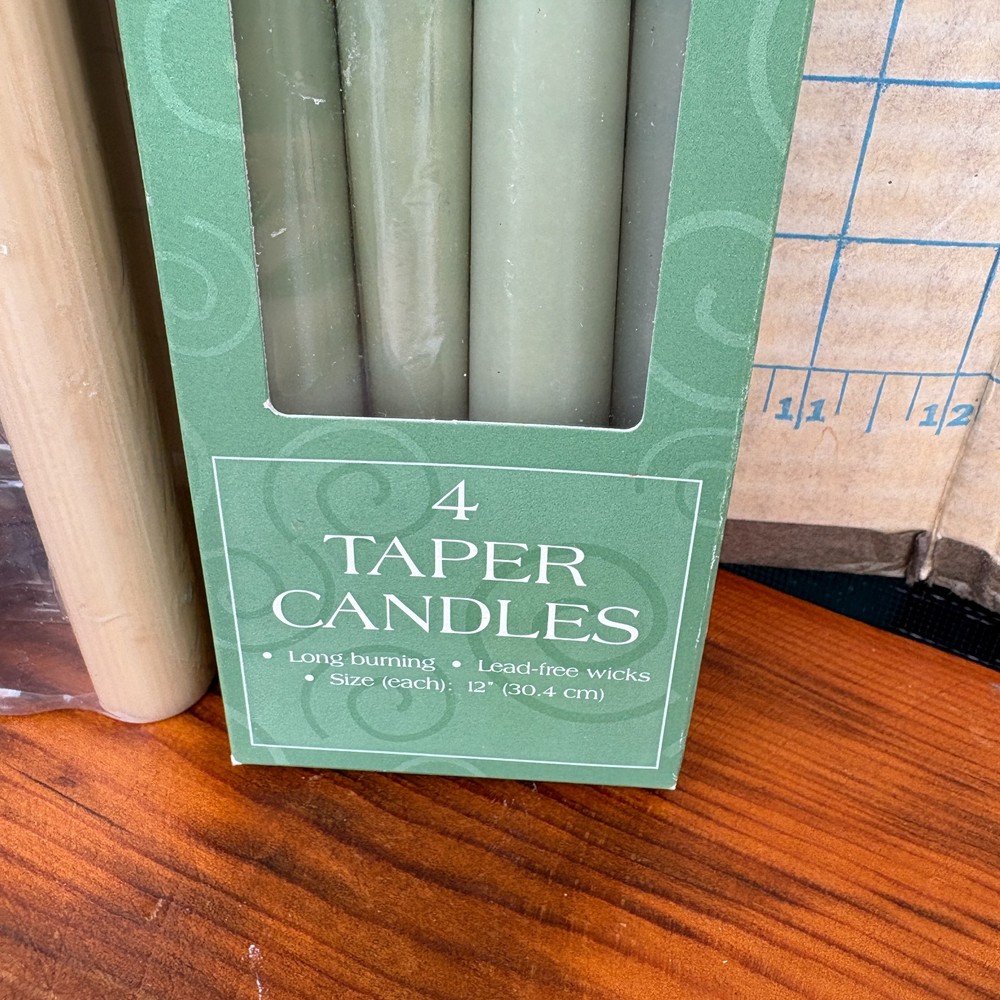 4
TAPER
CANDLES
• Long burning • Lead-free wicks
• Size (each): 12" (30.4 cm)
11 12